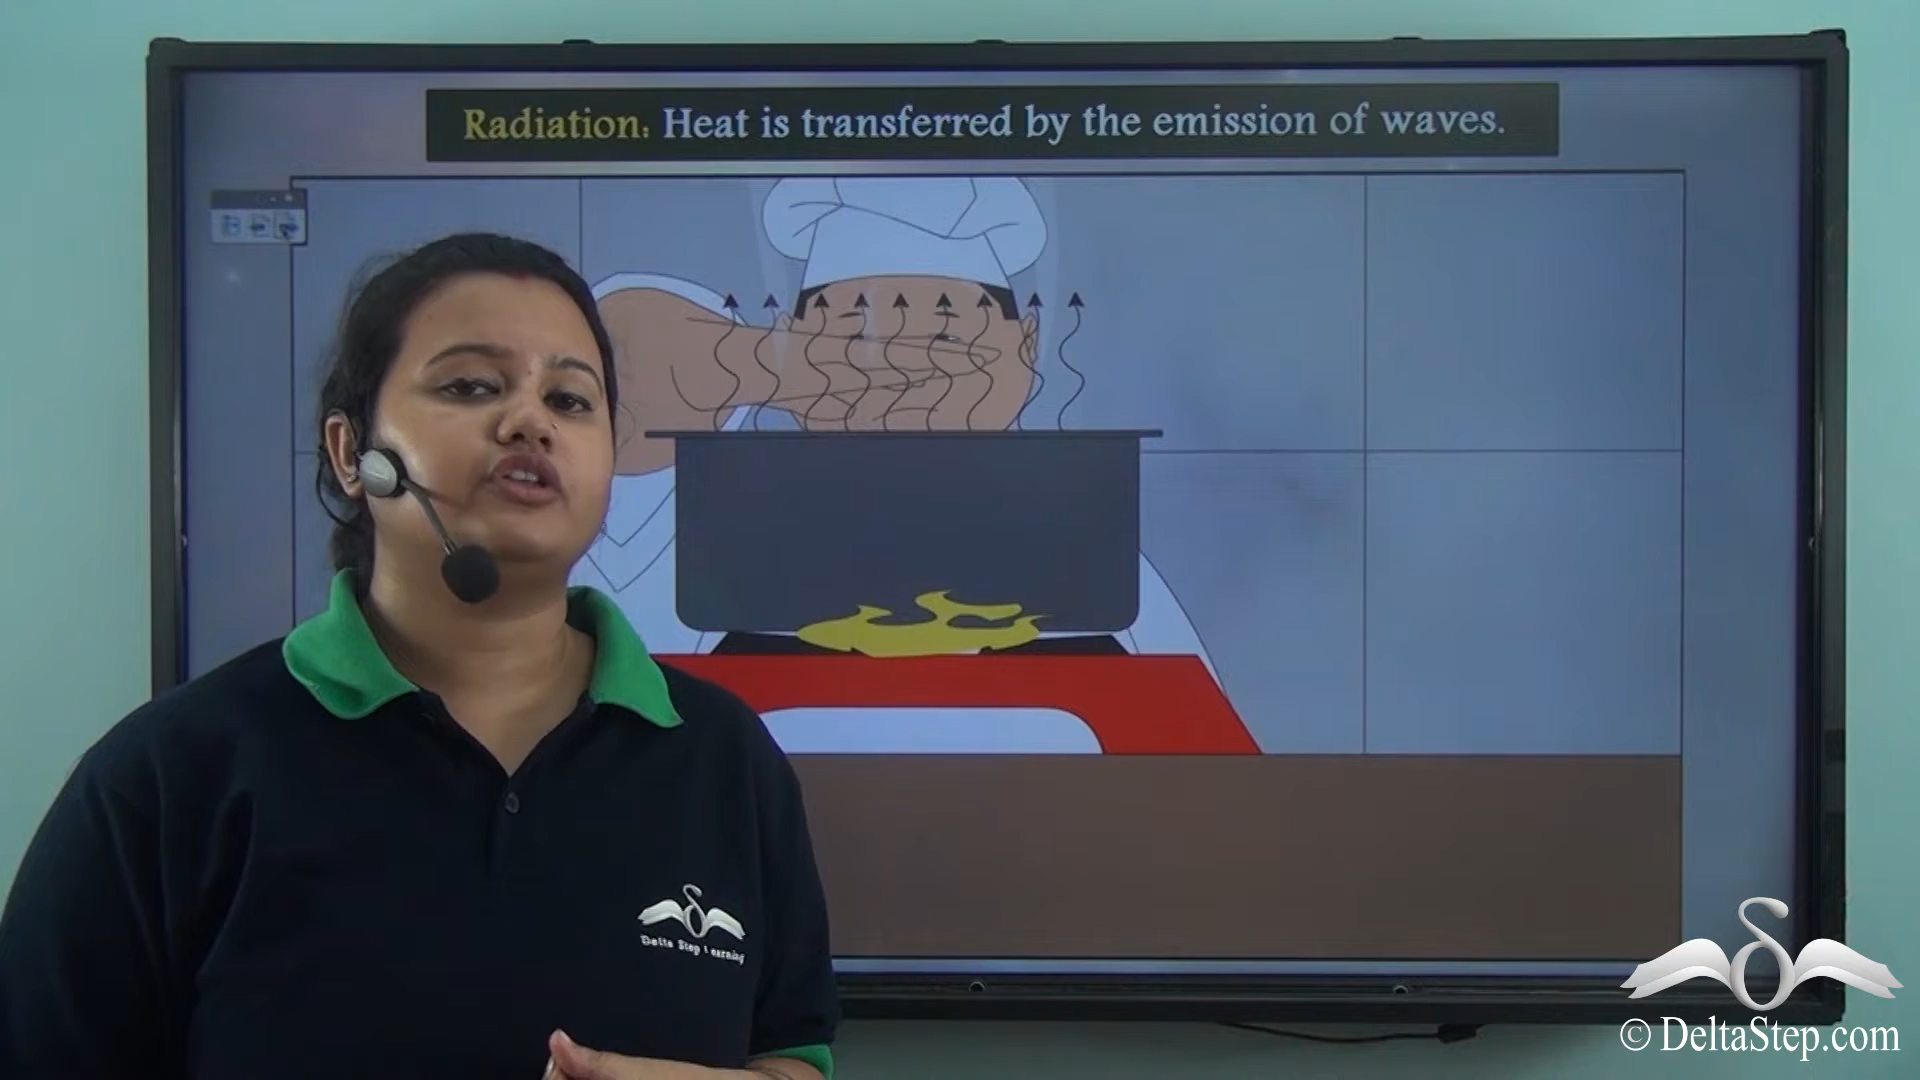 Radiation: Heat is transferred by the emission of waves.
Delta Step Learning
© DeltaStep.com